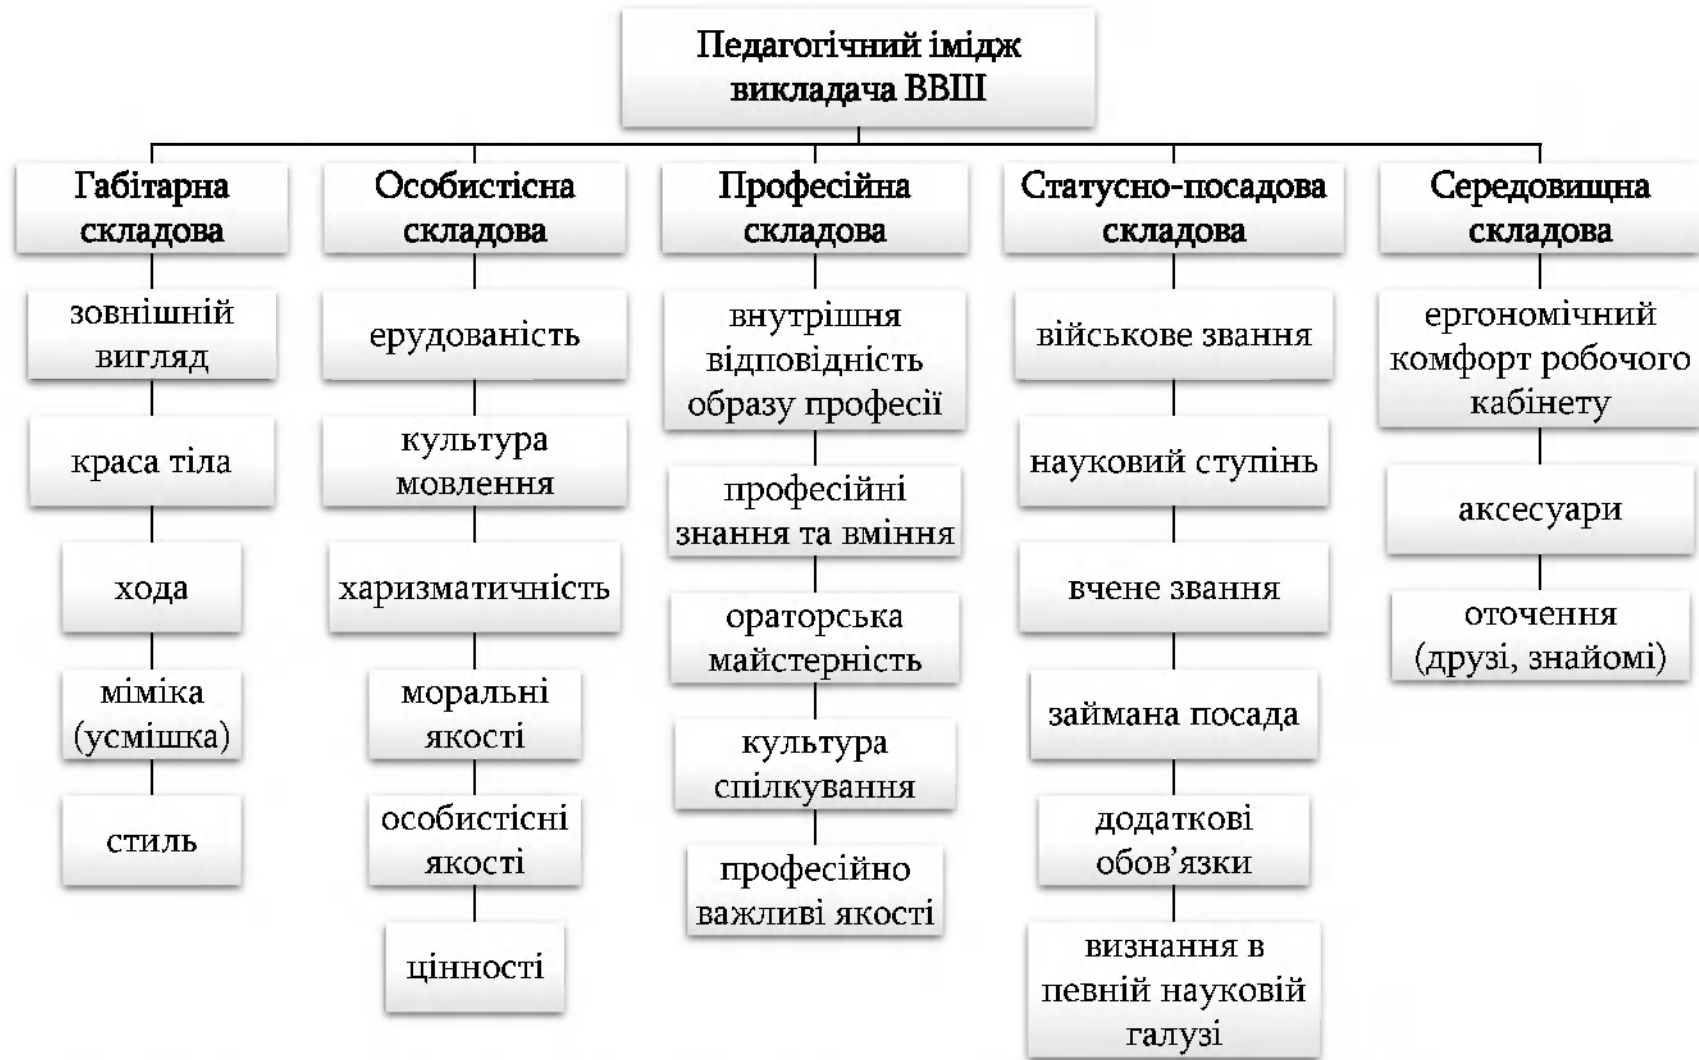 Педагогічний імідж
викладача ВВШ
Габітарна
складова
зовнішній
вигляд
краса тіла
хода
міміка
(усмішка)
стиль
Особистісна
складова
ерудованість
культура
мовлення
харизматичність
моральні
якості
особистісні
якості
цінності
Професійна
складова
внутрішня
відповідність
образу професії
професійні
знання та вміння
ораторська
майстерність
культура
спілкування
професійно
важливі якості
Статусно-посадова
складова
військове звання
науковий ступінь
вчене звання
займана посада
додаткові
обов’язки
визнання в
певній науковій
галузі
Середовищна
складова
ергономічний
комфорт робочого
кабінету
аксесуари
оточення
(друзі, знайомі)